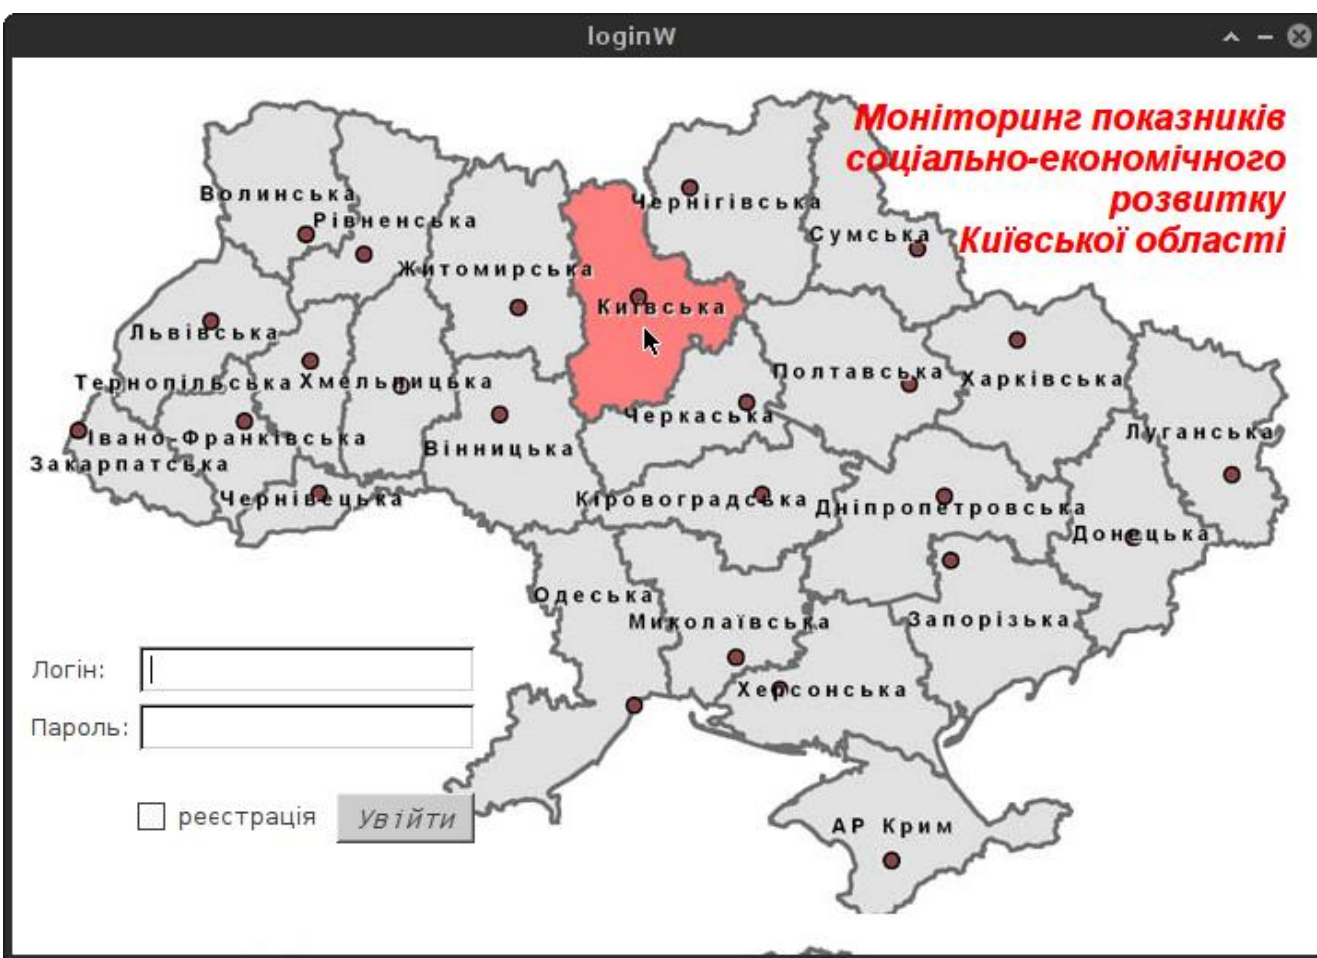 loginW
Моніторинг показників
соціально-економічного
розвитку
Київської області
Волинська
Рівненська
Чернігівська
Сумська
Житомирська
Київська
Львівська
Тернопільська
Хмельницька
Полтавська
Харківська
Черкаська
Івано-Франківська
Вінницька
Луганська
Закарпатська
Чернівецька
Кіровоградська
Дніпропетровська
Донецька
Одеська
Миколаївська
Запорізька
Херсонська
АР Крим
Логін:
Пароль:
реєстрація
Увійти